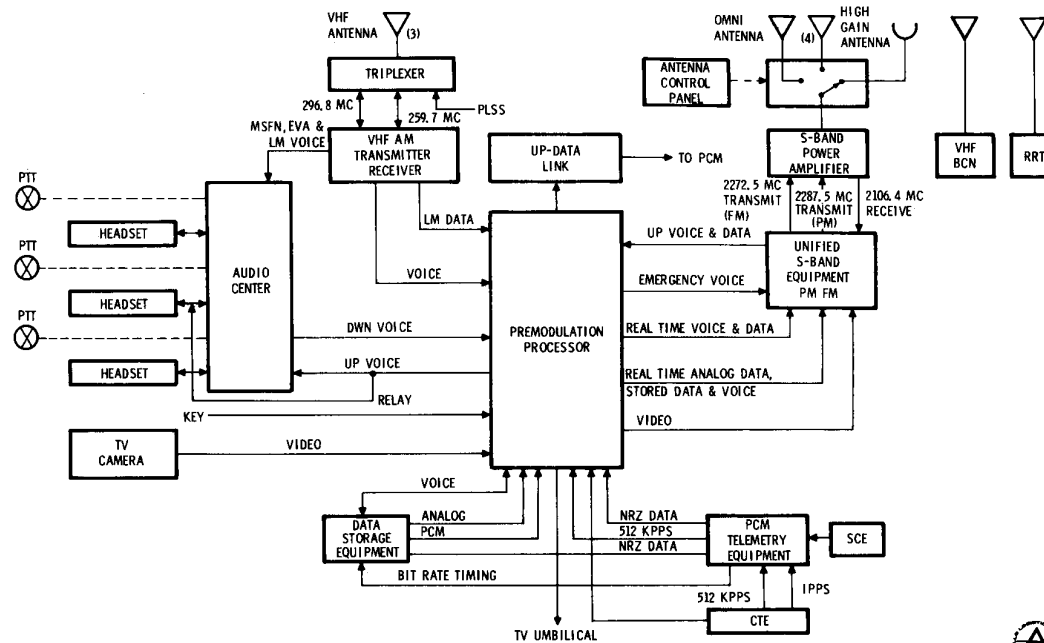 VHF
ANTENNA
(3)
OMNI
ANTENNA
(4)
HIGH
GAIN
ANTENNA
TRIPLEXER
ANTENNA
CONTROL
PANEL
296.8 MC
259.7 MC
PLSS
MSFN, EVA &
LM VOICE
VHF AM
TRANSMITTER
RECEIVER
UP-DATA
LINK
TO PCM
S-BAND
POWER
AMPLIFIER
VHF
BCN
RRT
2272.5 MC
TRANSMIT
(FM)
2287.5 MC
TRANSMIT
(PM)
2106.4 MC
RECEIVE
PTT
HEADSET
PTT
HEADSET
PTT
HEADSET
AUDIO
CENTER
LM DATA
VOICE
DWN VOICE
UP VOICE
RELAY
KEY
PREMODULATION
PROCESSOR
UP VOICE & DATA
EMERGENCY VOICE
REAL TIME VOICE & DATA
REAL TIME ANALOG DATA,
STORED DATA & VOICE
VIDEO
UNIFIED
S-BAND
EQUIPMENT
PM FM
TV
CAMERA
VIDEO
VOICE
DATA
STORAGE
EQUIPMENT
ANALOG
PCM
NRZ DATA
512 KPPS
NRZ DATA
BIT RATE TIMING
PCM
TELEMETRY
EQUIPMENT
SCE
512 KPPS
1PPS
CTE
TV UMBILICAL